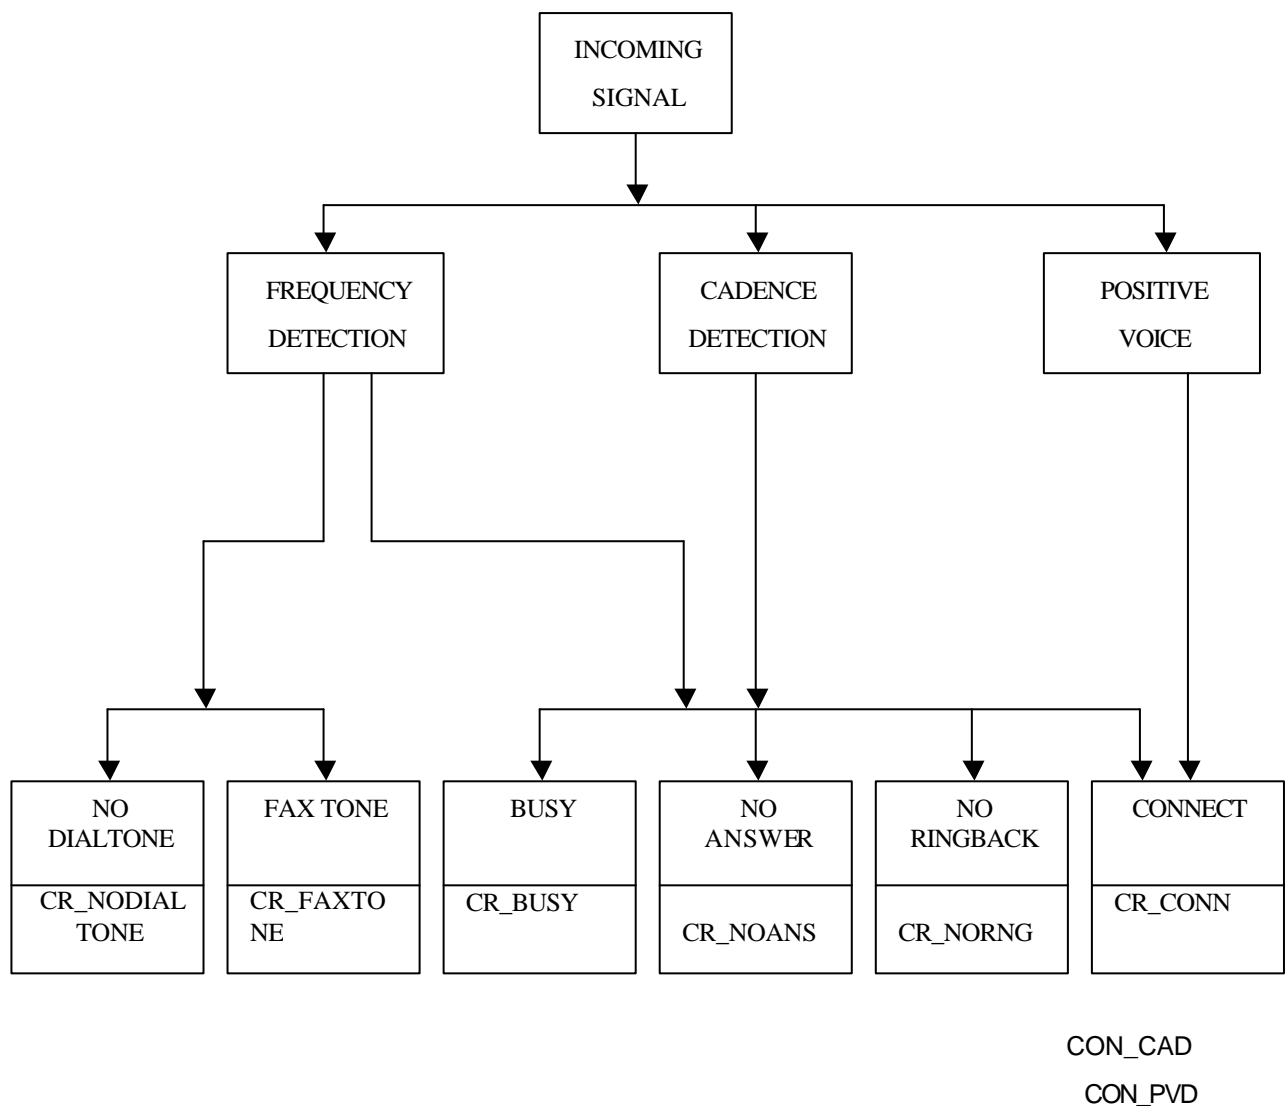 INCOMING
SIGNAL
FREQUENCY
DETECTION
CADENCE
DETECTION
POSITIVE
VOICE
NO
DIALTONE
CR_NODIAL
TONE
FAX TONE
CR_FAXTO
NE
BUSY
CR_BUSY
NO
ANSWER
CR_NOANS
NO
RINGBACK
CR_NORNG
CONNECT
CR_CONN
CON_CAD
CON_PVD